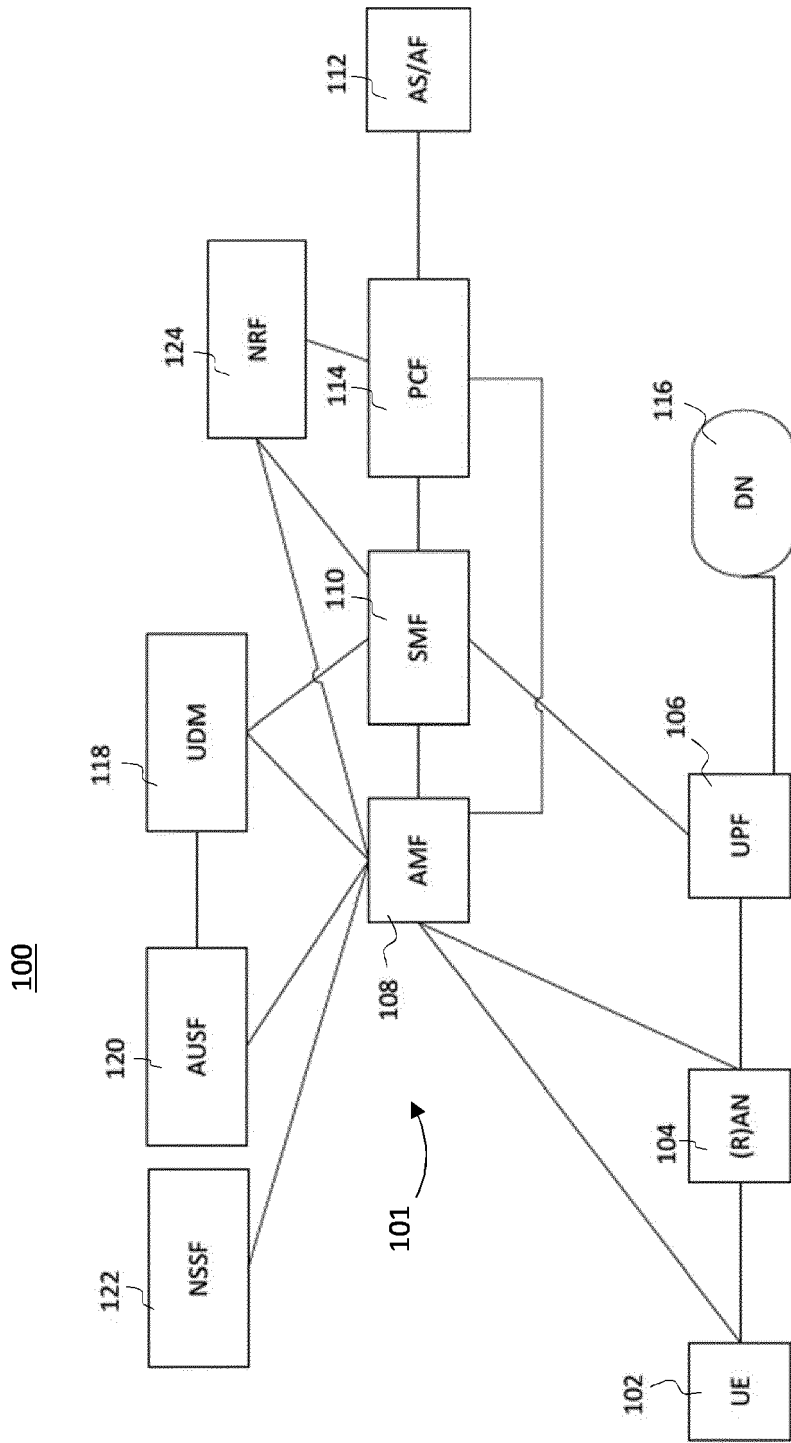 100
122
NSSF
120
AUSF
118
UDM
124
NRF
101
108
AMF
110
SMF
114
PCF
112
AS/AF
102
UE
104
(R)AN
106
UPF
116
DN